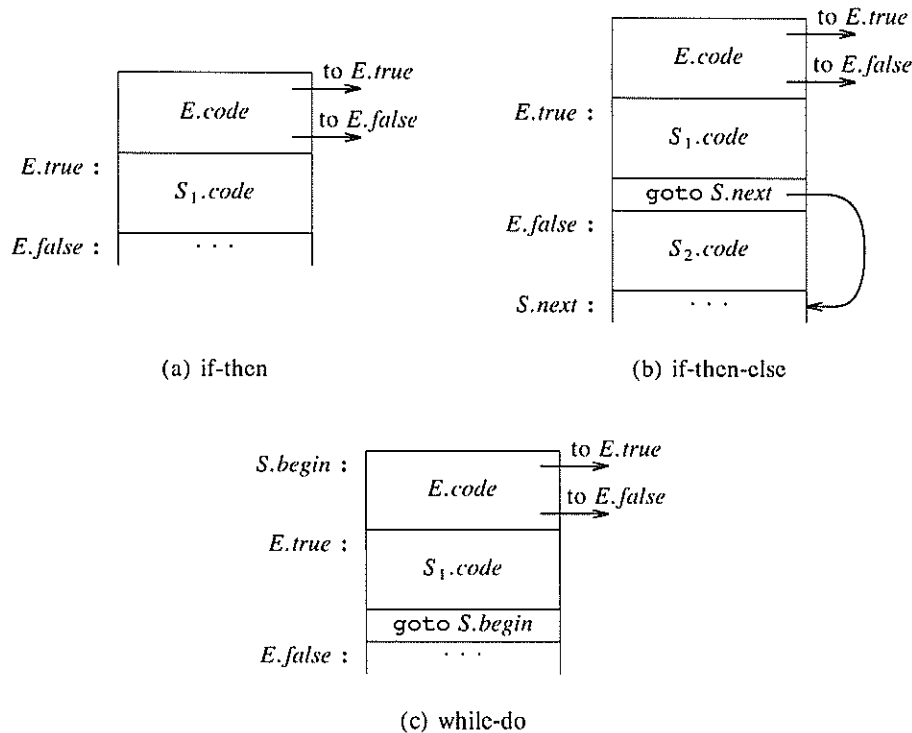 to E.true
E.code
to E.false
E.true :
S₁.code
E.false : . . .
(a) if-then
to E.true
E.code
to E.false
E.true :
S₁.code
goto S.next
E.false :
S₂.code
S.next : . . .
(b) if-then-else
S.begin : to E.true
E.code
to E.false
E.true :
S₁.code
goto S.begin
E.false : . . .
(c) while-do